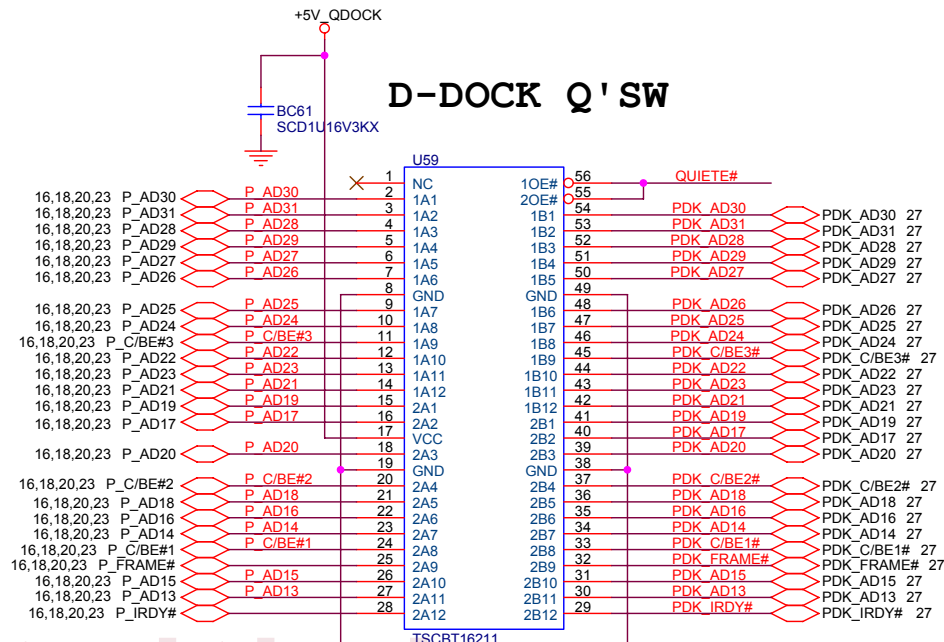 +5V_QDOCK
D-DOCK Q'SW
BC61
SCD1U16V3KX
U59
1 NC 1OE# 56 QUIETE#
16,18,20,23 P_AD30 P_AD30 2 1A1 2OE# 55
16,18,20,23 P_AD31 P_AD31 3 1A2 1B1 54 PDK_AD30 PDK_AD30 27
16,18,20,23 P_AD28 P_AD28 4 1A3 1B2 53 PDK_AD31 PDK_AD31 27
16,18,20,23 P_AD29 P_AD29 5 1A4 1B3 52 PDK_AD28 PDK_AD28 27
16,18,20,23 P_AD27 P_AD27 6 1A5 1B4 51 PDK_AD29 PDK_AD29 27
16,18,20,23 P_AD26 P_AD26 7 1A6 1B5 50 PDK_AD27 PDK_AD27 27
8 GND GND 49
16,18,20,23 P_AD25 P_AD25 9 1A7 1B6 48 PDK_AD26 PDK_AD26 27
16,18,20,23 P_AD24 P_AD24 10 1A8 1B7 47 PDK_AD25 PDK_AD25 27
16,18,20,23 P_C/BE#3 P_C/BE#3 11 1A9 1B8 46 PDK_AD24 PDK_AD24 27
16,18,20,23 P_AD22 P_AD22 12 1A10 1B9 45 PDK_C/BE3# PDK_C/BE3# 27
16,18,20,23 P_AD23 P_AD23 13 1A11 1B10 44 PDK_AD22 PDK_AD22 27
16,18,20,23 P_AD21 P_AD21 14 1A12 1B11 43 PDK_AD23 PDK_AD23 27
16,18,20,23 P_AD19 P_AD19 15 2A1 1B12 42 PDK_AD21 PDK_AD21 27
16,18,20,23 P_AD17 P_AD17 16 2A2 2B1 41 PDK_AD19 PDK_AD19 27
17 VCC 2B2 40 PDK_AD17 PDK_AD17 27
16,18,20,23 P_AD20 P_AD20 18 2A3 2B3 39 PDK_AD20 PDK_AD20 27
19 GND GND 38
16,18,20,23 P_C/BE#2 P_C/BE#2 20 2A4 2B4 37 PDK_C/BE2# PDK_C/BE2# 27
16,18,20,23 P_AD18 P_AD18 21 2A5 2B5 36 PDK_AD18 PDK_AD18 27
16,18,20,23 P_AD16 P_AD16 22 2A6 2B6 35 PDK_AD16 PDK_AD16 27
16,18,20,23 P_AD14 P_AD14 23 2A7 2B7 34 PDK_AD14 PDK_AD14 27
16,18,20,23 P_C/BE#1 P_C/BE#1 24 2A8 2B8 33 PDK_C/BE1# PDK_C/BE1# 27
16,18,20,23 P_FRAME# 25 2A9 2B9 32 PDK_FRAME# PDK_FRAME# 27
16,18,20,23 P_AD15 P_AD15 26 2A10 2B10 31 PDK_AD15 PDK_AD15 27
16,18,20,23 P_AD13 P_AD13 27 2A11 2B11 30 PDK_AD13 PDK_AD13 27
16,18,20,23 P_IRDY# 28 2A12 2B12 29 PDK_IRDY# PDK_IRDY# 27
TSCBT16211